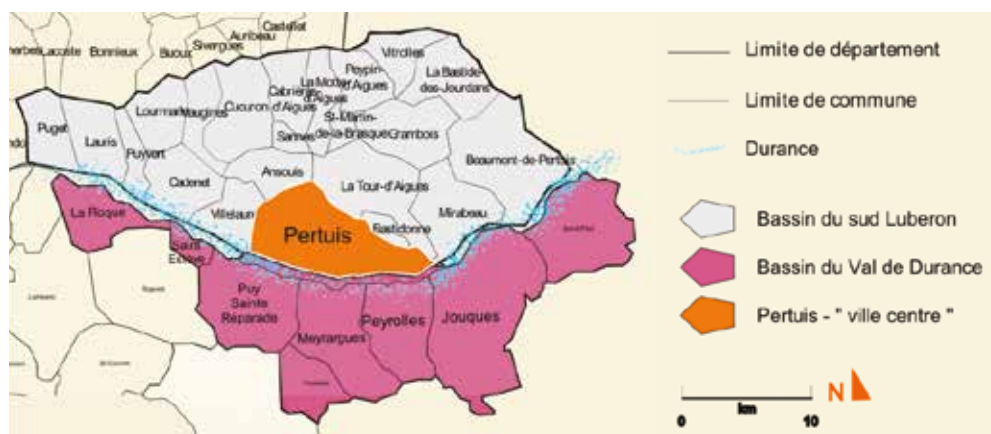 Castellet
Auribeau
Sivergues
Buoux
Bonnieux
Lacoste
Vitrolles
Peypin-
d'Aigues
La Bastide-
des-Jourdans
La Motte-
d'Aigues
Cabrières-
d'Aigues
Cucuron
Vaugines
Lourmarin
St-Martin-
de-la-Brasque
Grambois
Sannes
Puget
Lauris
Puyvert
Cadenet
Ansouis
La Tour-d'Aigues
Beaumont-de-Pertuis
Mirabeau
Villelaure
Bastidonne
Pertuis
La Roque
Saint
Estève
Puy
Sainte
Réparade
Meyrargues
Peyrolles
Jouques
Limite de département
Limite de commune
Durance
Bassin du sud Luberon
Bassin du Val de Durance
Pertuis - " ville centre "
N
0
km
10